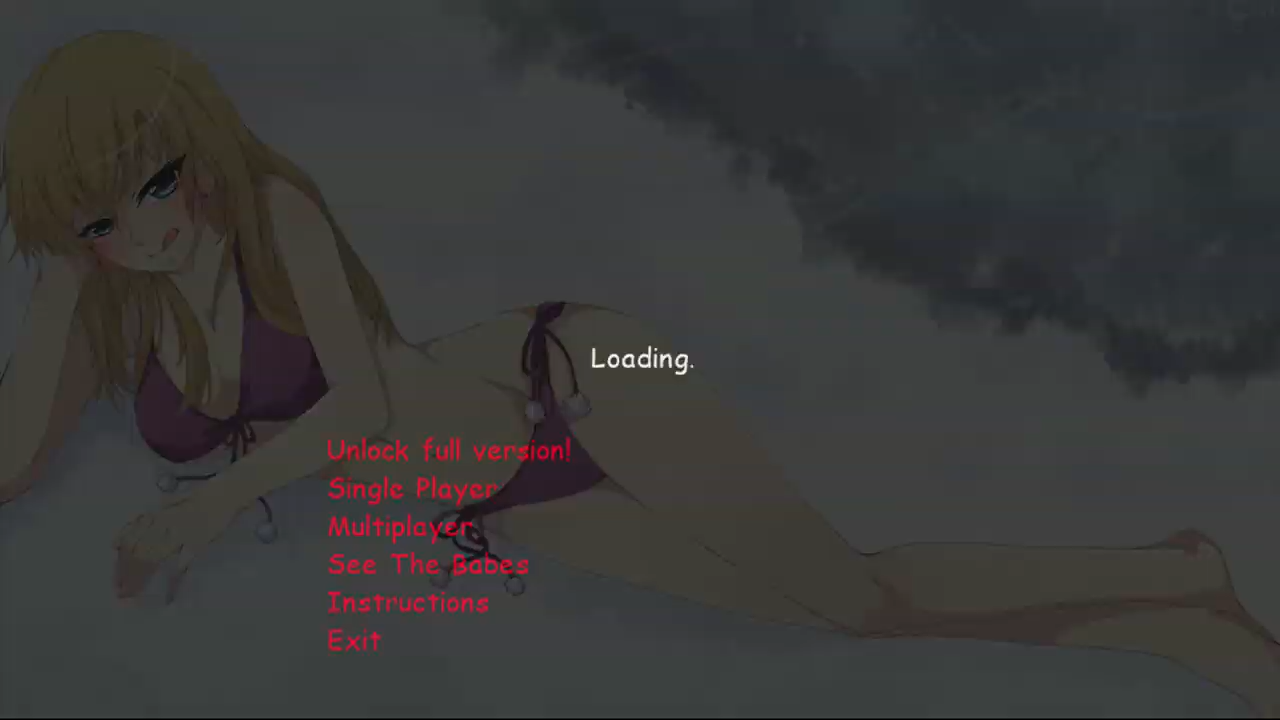 Loading.
Unlock full version!
Single Player
Multiplayer
See The Babes
Instructions
Exit